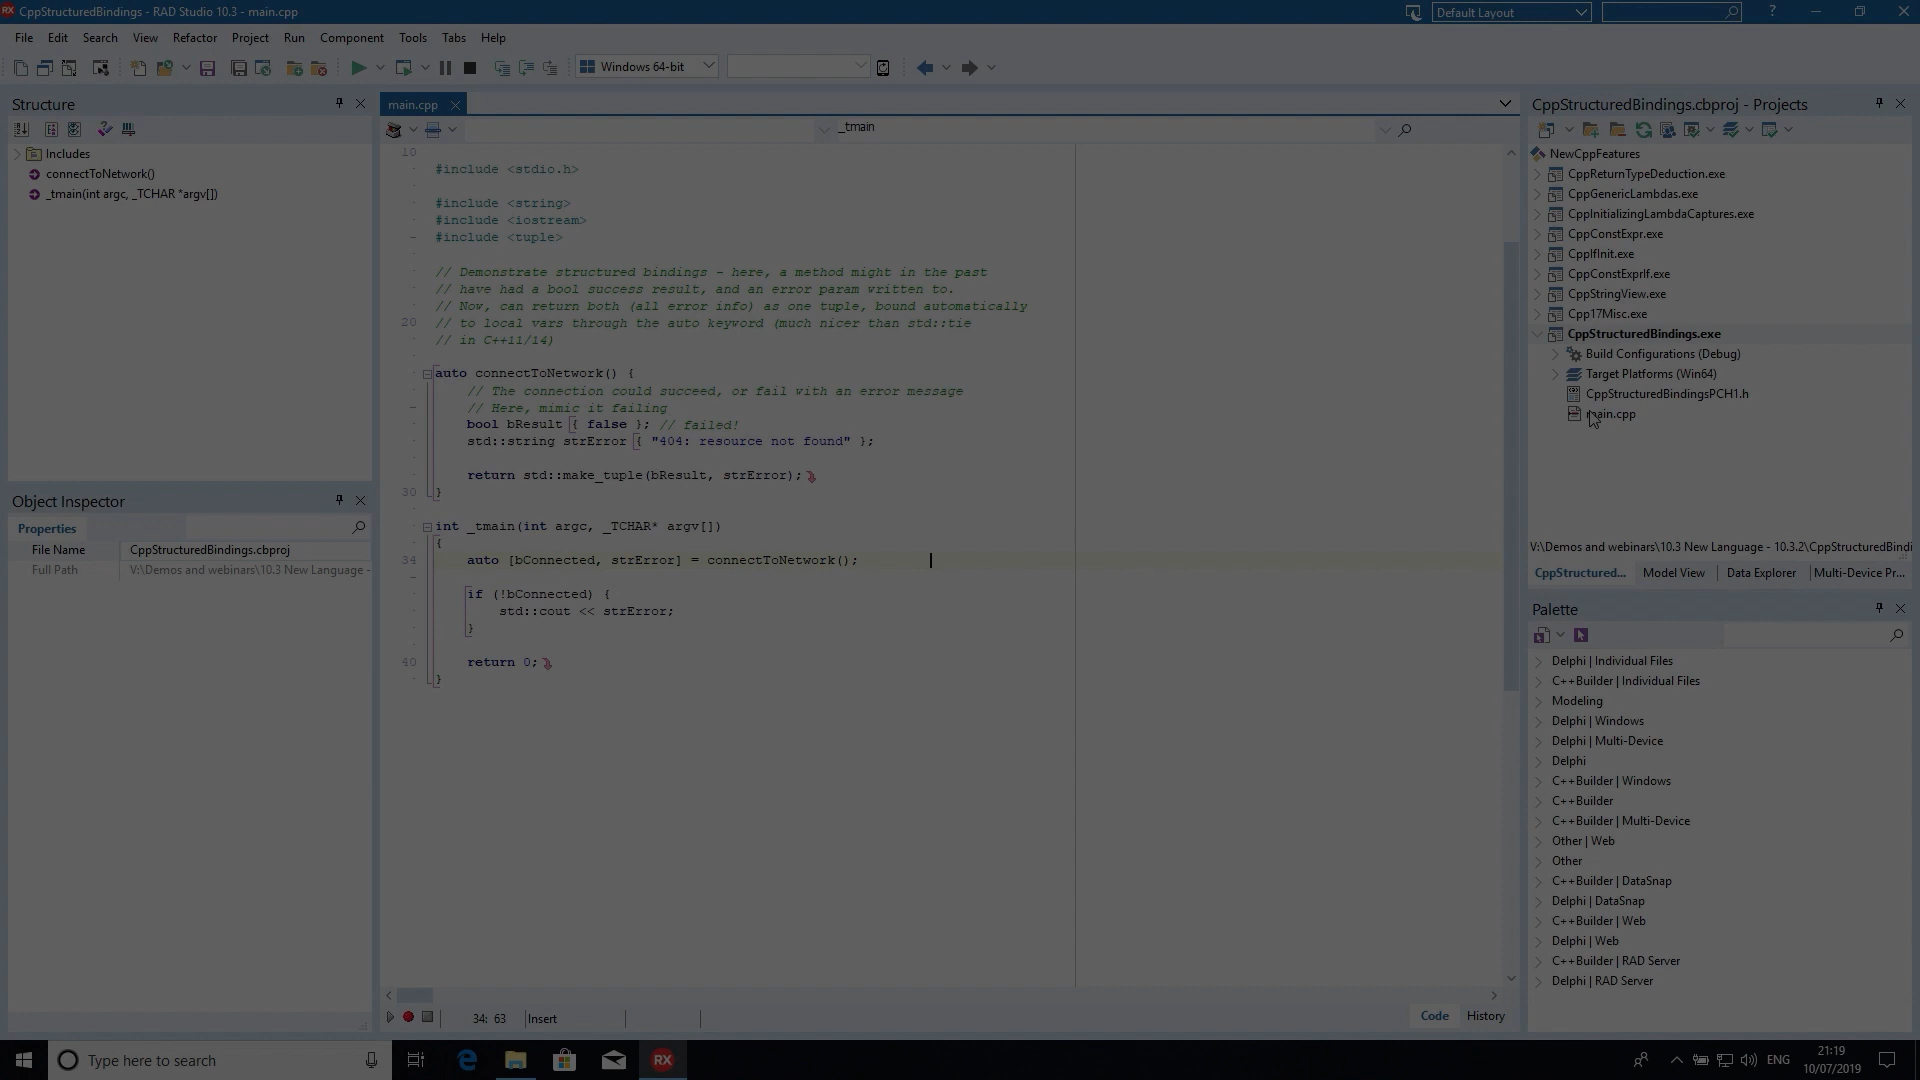 CppStructuredBindings - RAD Studio 10.3 - main.cpp
Default Layout
?
File Edit Search View Refactor Project Run Component Tools Tabs Help
Windows 64-bit
Structure
Includes
connectToNetwork()
_tmain(int argc, _TCHAR *argv[])
Object Inspector
Properties
File Name CppStructuredBindings.cbproj
Full Path V:\Demos and webinars\10.3 New Language -
main.cpp
_tmain
10
#include <stdio.h>
#include <string>
#include <iostream>
#include <tuple>
// Demonstrate structured bindings - here, a method might in the past
// have had a bool success result, and an error param written to.
// Now, can return both (all error info) as one tuple, bound automatically
20 // to local vars through the auto keyword (much nicer than std::tie
// in C++11/14)
auto connectToNetwork() {
// The connection could succeed, or fail with an error message
// Here, mimic it failing
bool bResult { false }; // failed!
std::string strError { "404: resource not found" };
return std::make_tuple(bResult, strError);
30 }
int _tmain(int argc, _TCHAR* argv[])
{
34 auto [bConnected, strError] = connectToNetwork();
if (!bConnected) {
std::cout << strError;
}
40 return 0;
}
34: 63 Insert
Code History
CppStructuredBindings.cbproj - Projects
NewCppFeatures
CppReturnTypeDeduction.exe
CppGenericLambdas.exe
CppInitializingLambdaCaptures.exe
CppConstExpr.exe
CppIfInit.exe
CppConstExprIf.exe
CppStringView.exe
Cpp17Misc.exe
CppStructuredBindings.exe
Build Configurations (Debug)
Target Platforms (Win64)
CppStructuredBindingsPCH1.h
main.cpp
V:\Demos and webinars\10.3 New Language - 10.3.2\CppStructuredBindi
CppStructured... Model View Data Explorer Multi-Device Pr...
Palette
Delphi | Individual Files
C++Builder | Individual Files
Modeling
Delphi | Windows
Delphi | Multi-Device
Delphi
C++Builder | Windows
C++Builder
C++Builder | Multi-Device
Other | Web
Other
C++Builder | DataSnap
Delphi | DataSnap
C++Builder | Web
Delphi | Web
C++Builder | RAD Server
Delphi | RAD Server
Type here to search
RX
ENG
21:19
10/07/2019